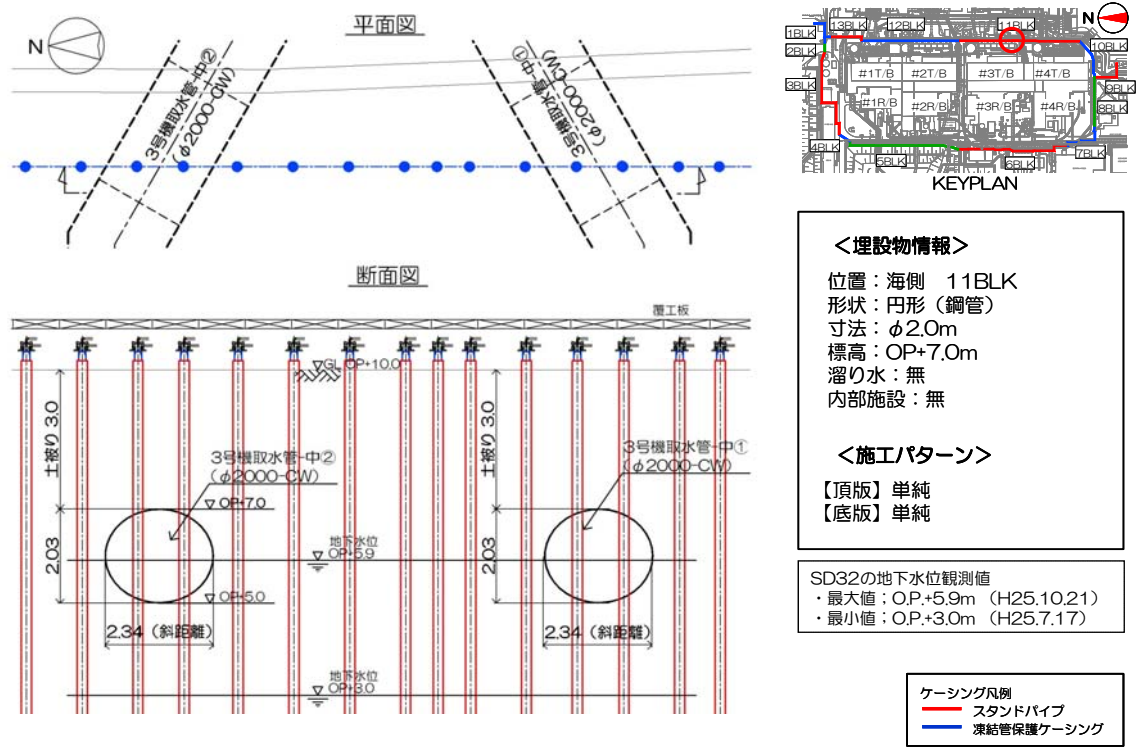 平面図
N
3号機取水管-中②
(φ2000-CW)
3号機取水管-中①
(φ2000-CW)
断面図
覆工板
GL OP+10.0
土被り 3.0
土被り 3.0
3号機取水管-中②
(φ2000-CW)
3号機取水管-中①
(φ2000-CW)
OP+7.0
地下水位
OP+5.9
2.03
2.03
OP+5.0
2.34（斜距離）
2.34（斜距離）
地下水位
OP+3.0
N
1BLK
13BLK
12BLK
11BLK
10BLK
2BLK
3BLK
9BLK
8BLK
#1T/B
#2T/B
#3T/B
#4T/B
#1R/B
#2R/B
#3R/B
#4R/B
4BLK
5BLK
6BLK
7BLK
KEYPLAN
＜埋設物情報＞
位置：海側　11BLK
形状：円形（鋼管）
寸法：φ2.0m
標高：OP+7.0m
溜り水：無
内部施設：無
＜施工パターン＞
【頂版】単純
【底版】単純
SD32の地下水位観測値
・最大値；O.P.+5.9m （H25.10.21）
・最小値；O.P.+3.0m （H25.7.17）
ケーシング凡例
スタンドパイプ
凍結管保護ケーシング